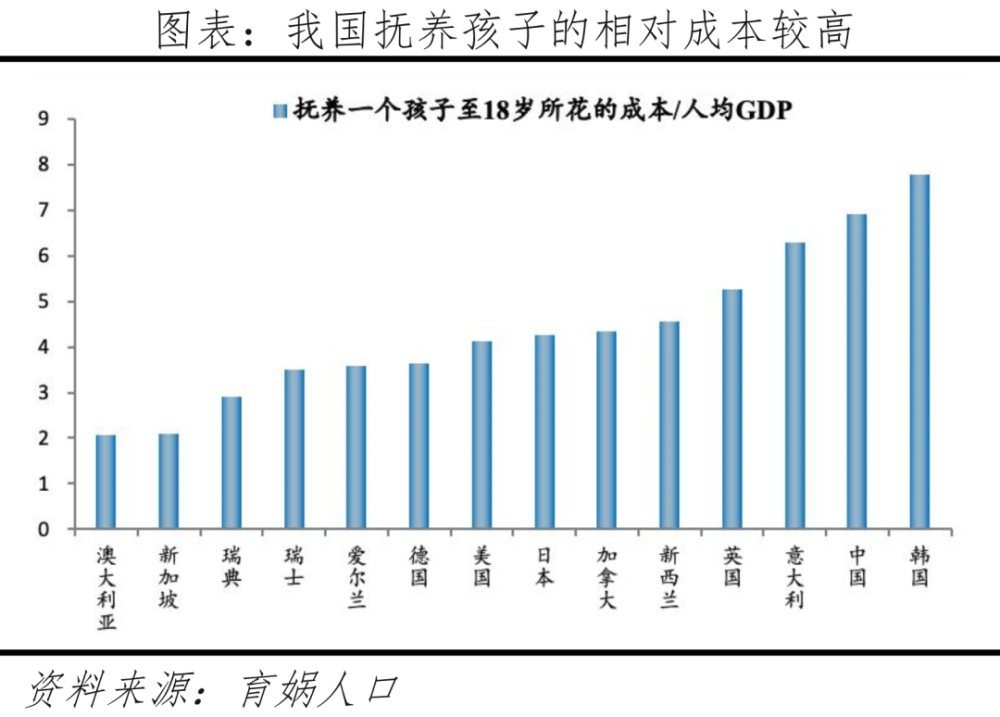 图表：我国抚养孩子的相对成本较高
抚养一个孩子至18岁所花的成本/人均GDP
9
8
7
6
5
4
3
2
1
0
澳大利亚
新加坡
瑞典
瑞士
爱尔兰
德国
美国
日本
加拿大
新西兰
英国
意大利
中国
韩国
资料来源：育娲人口